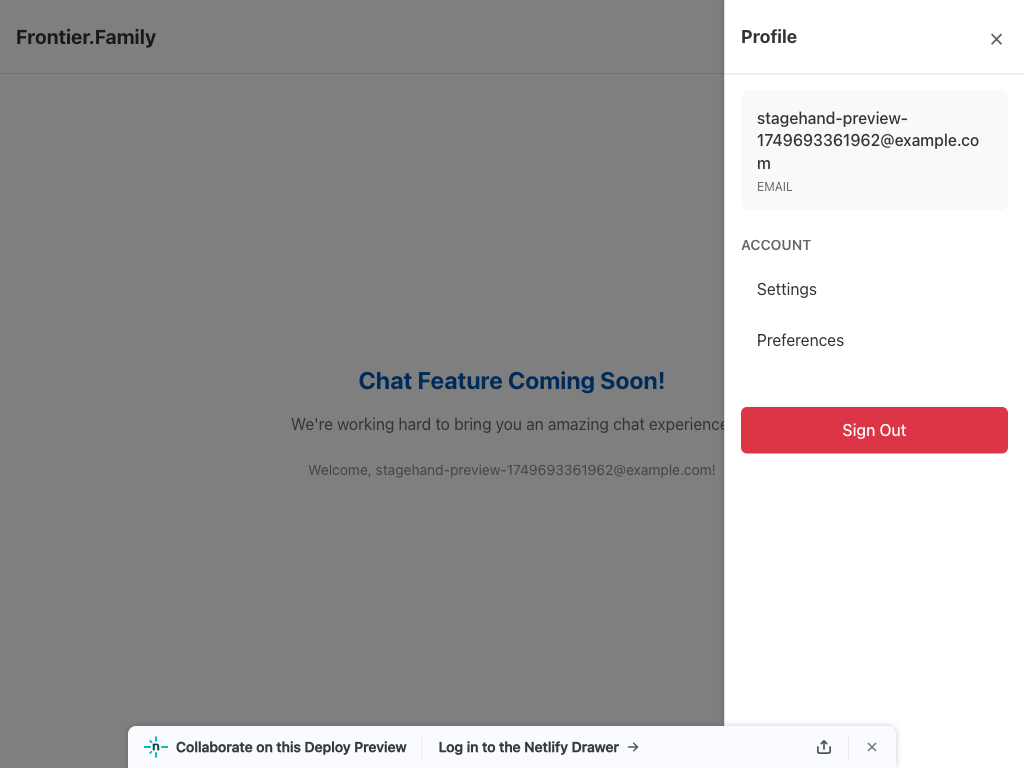 Frontier.Family
Profile
×
stagehand-preview-
1749693361962@example.co
m
EMAIL
ACCOUNT
Settings
Preferences
Sign Out
Chat Feature Coming Soon!
We're working hard to bring you an amazing chat experience
Welcome, stagehand-preview-1749693361962@example.com!
Collaborate on this Deploy Preview
Log in to the Netlify Drawer →